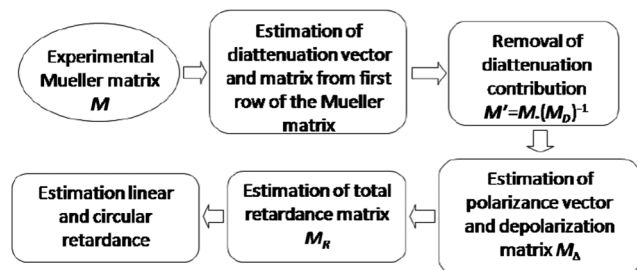 Experimental
Mueller matrix
M
Estimation of
diattenuation vector
and matrix from first
row of the Mueller
matrix
Removal of
diattenuation
contribution
M'=M.(M_D)⁻¹
Estimation of
polarizance vector
and depolarization
matrix M_Δ
Estimation of total
retardance matrix
M_R
Estimation linear
and circular
retardance